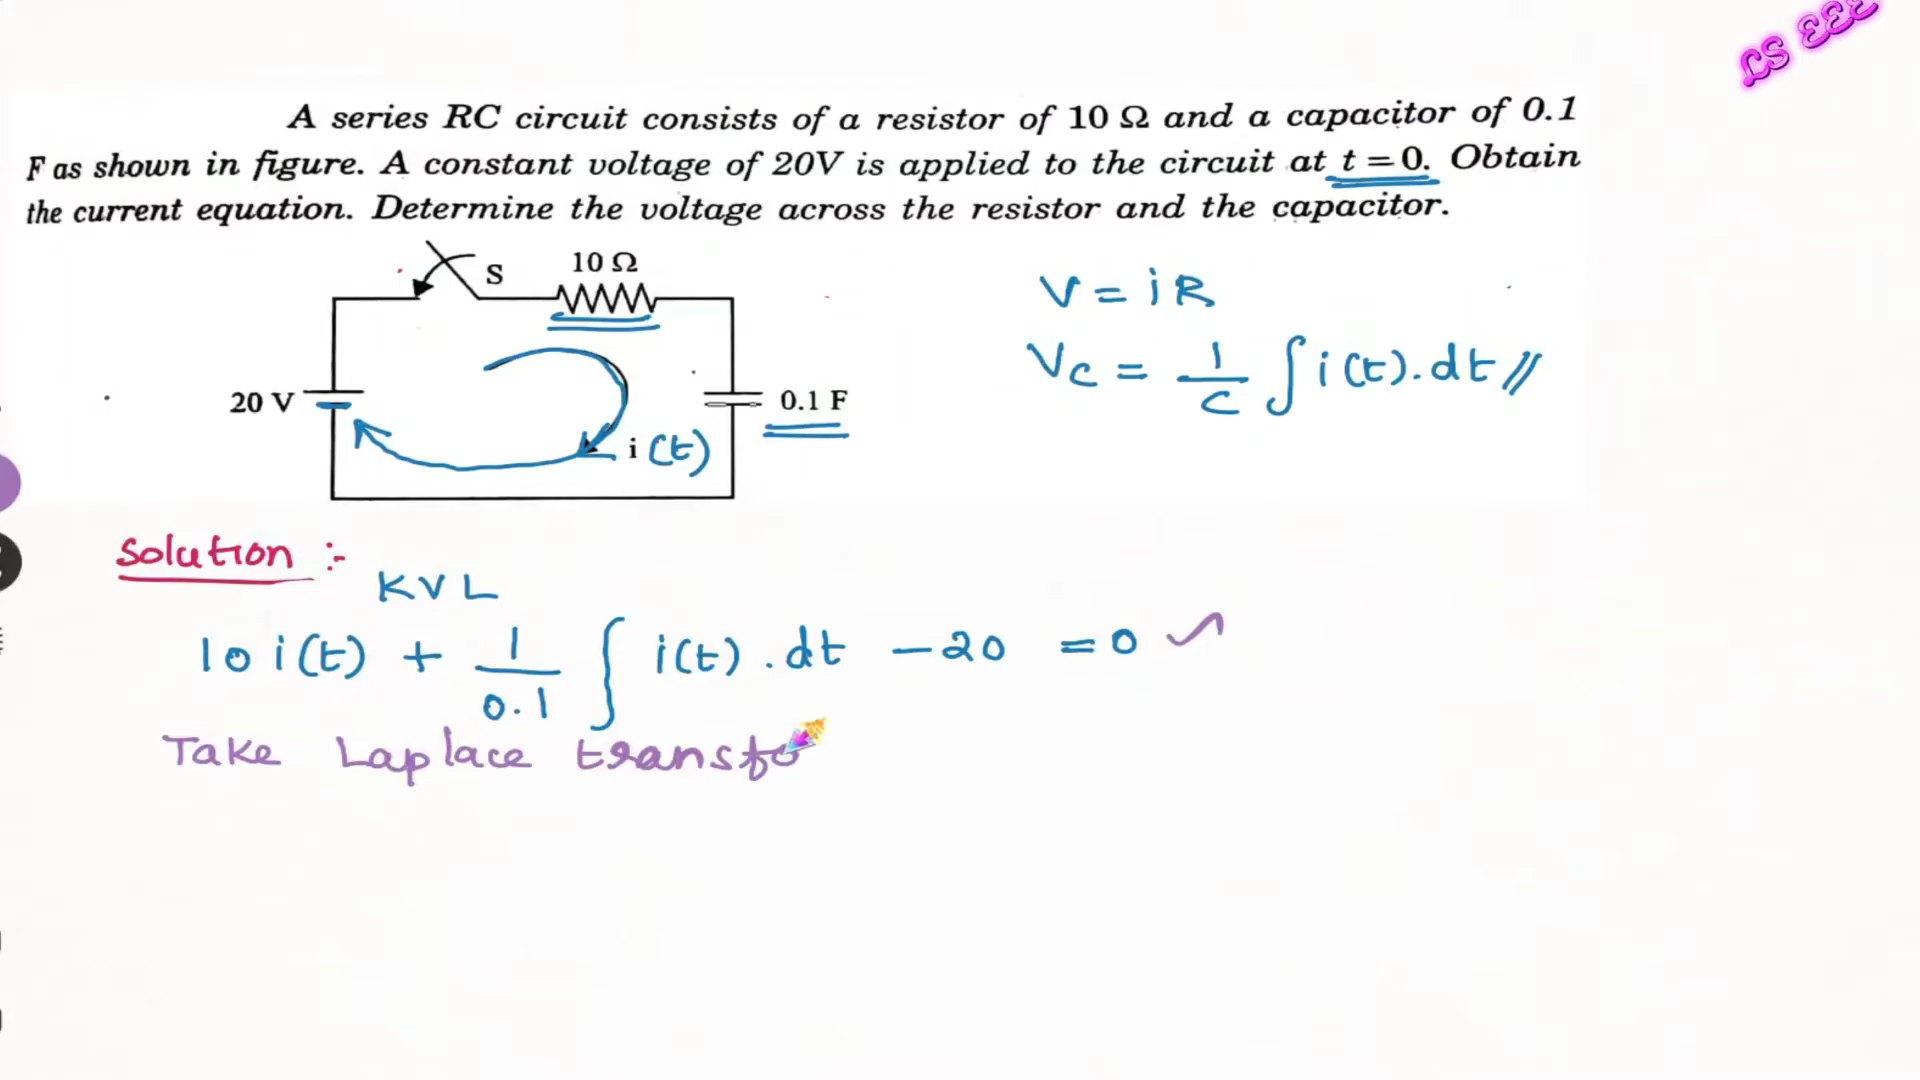 LS EEE
A series RC circuit consists of a resistor of 10 Ω and a capacitor of 0.1
F as shown in figure. A constant voltage of 20V is applied to the circuit at t = 0. Obtain
the current equation. Determine the voltage across the resistor and the capacitor.
S
10 Ω
20 V
0.1 F
i (t)
V = iR
Vc = 1/C ∫ i(t).dt //
Solution :-
KVL
10 i(t) + 1/0.1 ∫ i(t).dt - 20 = 0
Take Laplace transfo